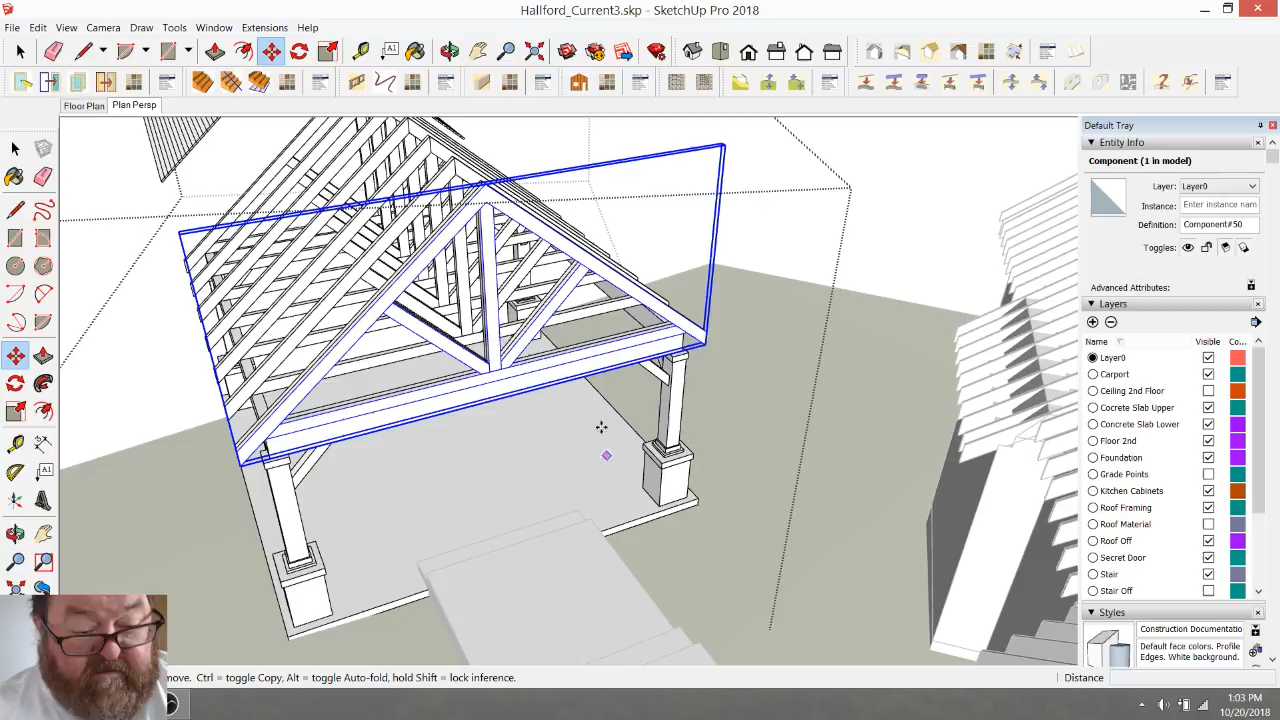 Hallford_Current3.skp - SketchUp Pro 2018
File Edit View Camera Draw Tools Window Extensions Help
Floor Plan Plan Persp
Default Tray
Entity Info
Component (1 in model)
Layer: Layer0
Instance: Enter instance nam
Definition: Component#50
Toggles:
Advanced Attributes:
Layers
Name Visible Co...
Layer0
Carport
Ceiling 2nd Floor
Cocrete Slab Upper
Concrete Slab Lower
Floor 2nd
Foundation
Grade Points
Kitchen Cabinets
Roof Framing
Roof Material
Roof Off
Secret Door
Stair
Stair Off
Styles
Construction Documentatio
Default face colors. Profile
Edges. White background.
move. Ctrl = toggle Copy, Alt = toggle Auto-fold, hold Shift = lock inference.
Distance
1:03 PM
10/20/2018